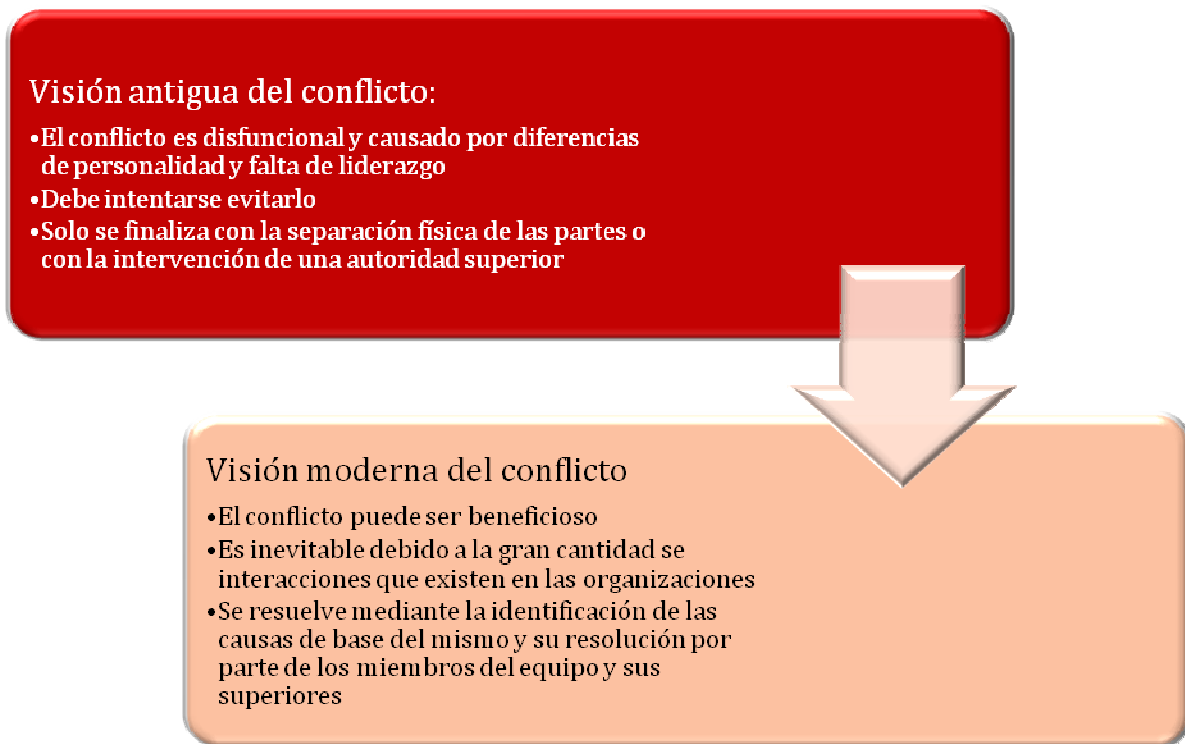 Visión antigua del conflicto:
•El conflicto es disfuncional y causado por diferencias
de personalidad y falta de liderazgo
•Debe intentarse evitarlo
•Solo se finaliza con la separación física de las partes o
con la intervención de una autoridad superior
Visión moderna del conflicto
•El conflicto puede ser beneficioso
•Es inevitable debido a la gran cantidad se
interacciones que existen en las organizaciones
•Se resuelve mediante la identificación de las
causas de base del mismo y su resolución por
parte de los miembros del equipo y sus
superiores